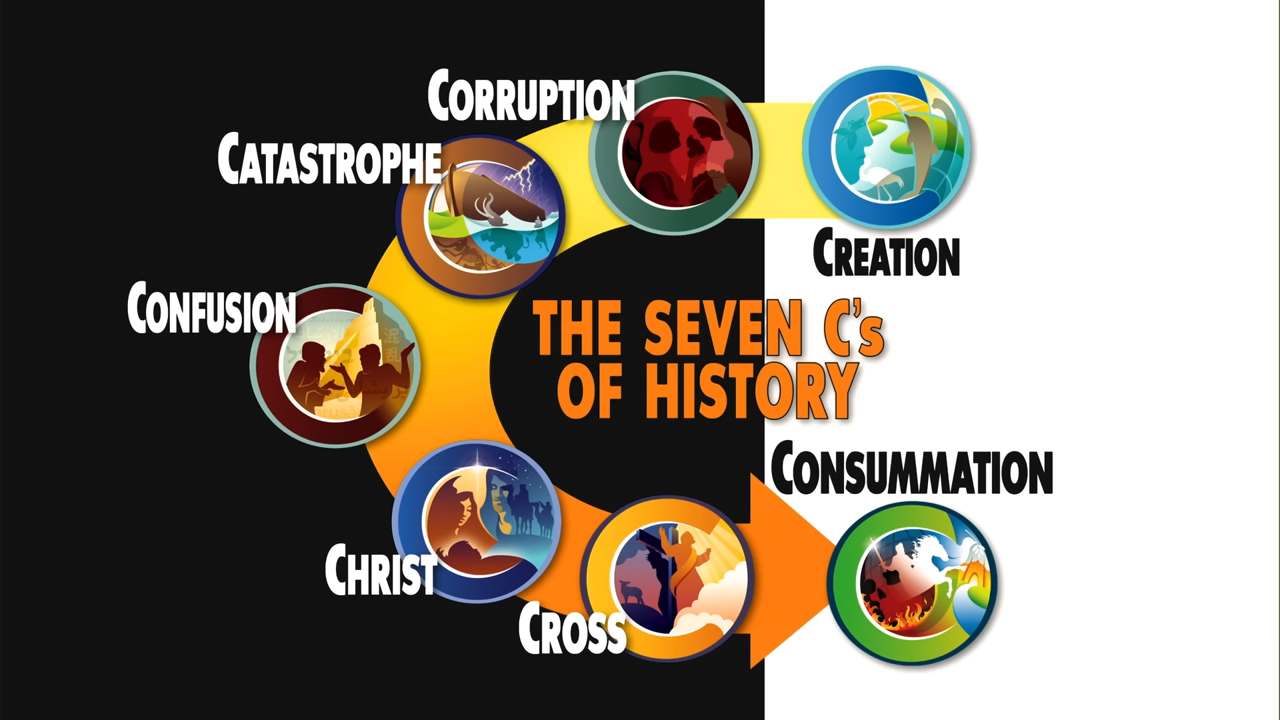 CORRUPTION
CREATION
CATASTROPHE
CONFUSION
THE SEVEN C's
OF HISTORY
CONSUMMATION
CHRIST
CROSS